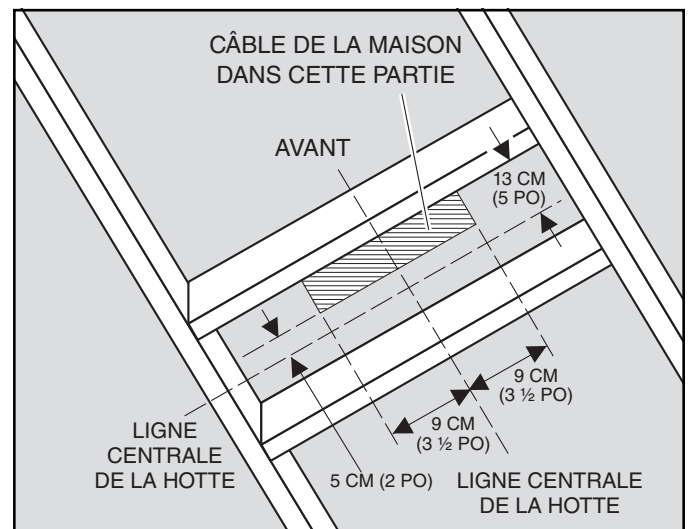 CÂBLE DE LA MAISON
DANS CETTE PARTIE
AVANT
13 CM
(5 PO)
9 CM
(3 ½ PO)
9 CM
(3 ½ PO)
LIGNE
CENTRALE
DE LA HOTTE
5 CM (2 PO)
LIGNE CENTRALE
DE LA HOTTE